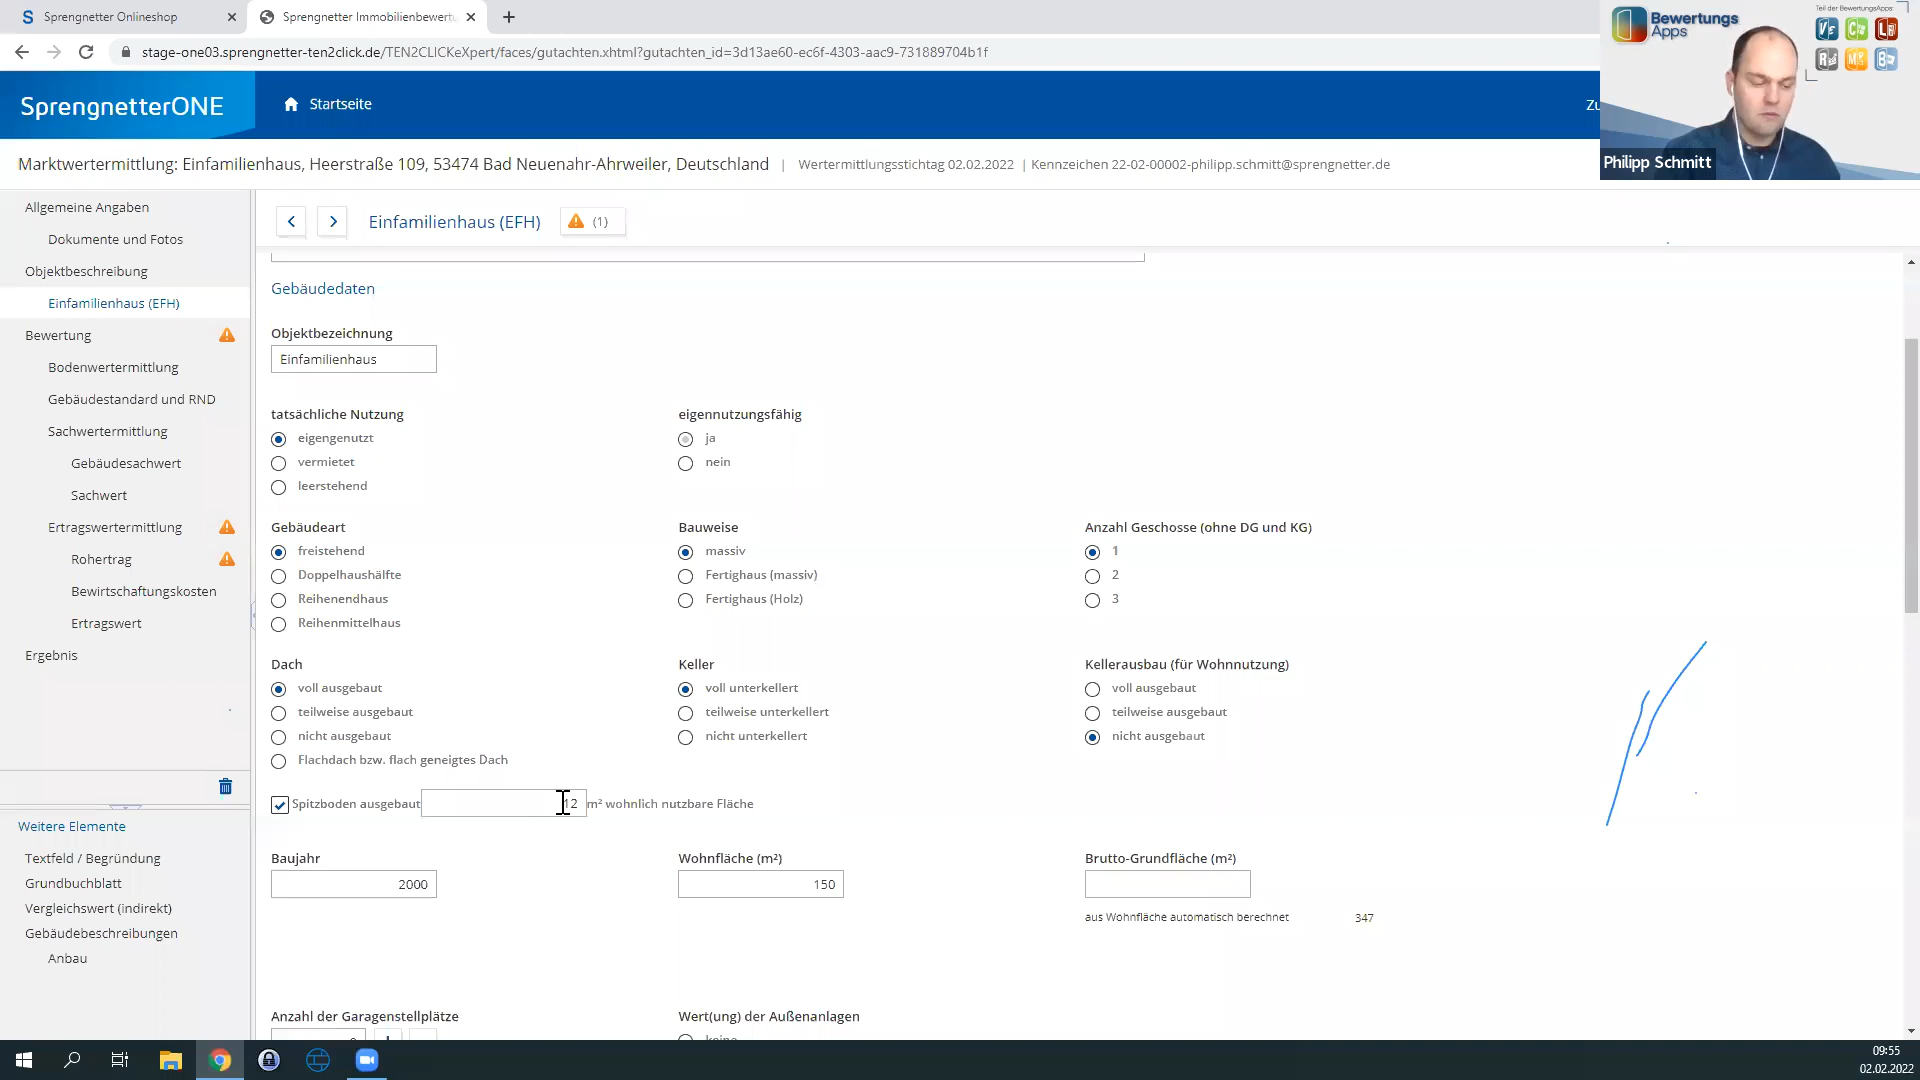 Sprengnetter Onlineshop
Sprengnetter Immobilienbewertu
stage-one03.sprengnetter-ten2click.de/TEN2CLICKeXpert/faces/gutachten.xhtml?gutachten_id=3d13ae60-ec6f-4303-aac9-731889704b1f
Bewertungs
Apps
Teil der BewertungsApps:
Philipp Schmitt
SprengnetterONE
Startseite
Zu
Marktwertermittlung: Einfamilienhaus, Heerstraße 109, 53474 Bad Neuenahr-Ahrweiler, Deutschland | Wertermittlungsstichtag 02.02.2022 | Kennzeichen 22-02-00002-philipp.schmitt@sprengnetter.de
Allgemeine Angaben
Dokumente und Fotos
Objektbeschreibung
Einfamilienhaus (EFH)
Bewertung
Bodenwertermittlung
Gebäudestandard und RND
Sachwertermittlung
Gebäudesachwert
Sachwert
Ertragswertermittlung
Rohertrag
Bewirtschaftungskosten
Ertragswert
Ergebnis
Weitere Elemente
Textfeld / Begründung
Grundbuchblatt
Vergleichswert (indirekt)
Gebäudebeschreibungen
Anbau
Einfamilienhaus (EFH) (1)
Gebäudedaten
Objektbezeichnung
Einfamilienhaus
tatsächliche Nutzung
eigengenutzt
vermietet
leerstehend
eigennutzungsfähig
ja
nein
Gebäudeart
freistehend
Doppelhaushälfte
Reihenendhaus
Reihenmittelhaus
Bauweise
massiv
Fertighaus (massiv)
Fertighaus (Holz)
Anzahl Geschosse (ohne DG und KG)
1
2
3
Dach
voll ausgebaut
teilweise ausgebaut
nicht ausgebaut
Flachdach bzw. flach geneigtes Dach
Keller
voll unterkellert
teilweise unterkellert
nicht unterkellert
Kellerausbau (für Wohnnutzung)
voll ausgebaut
teilweise ausgebaut
nicht ausgebaut
Spitzboden ausgebaut 12 m² wohnlich nutzbare Fläche
Baujahr
2000
Wohnfläche (m²)
150
Brutto-Grundfläche (m²)
aus Wohnfläche automatisch berechnet 347
Anzahl der Garagenstellplätze
Wert(ung) der Außenanlagen
keine
09:55
02.02.2022